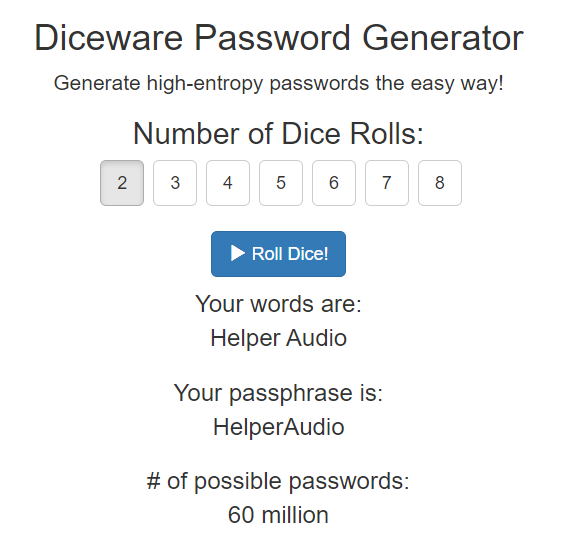 Diceware Password Generator
Generate high-entropy passwords the easy way!
Number of Dice Rolls:
2 3 4 5 6 7 8
Roll Dice!
Your words are:
Helper Audio
Your passphrase is:
HelperAudio
# of possible passwords:
60 million